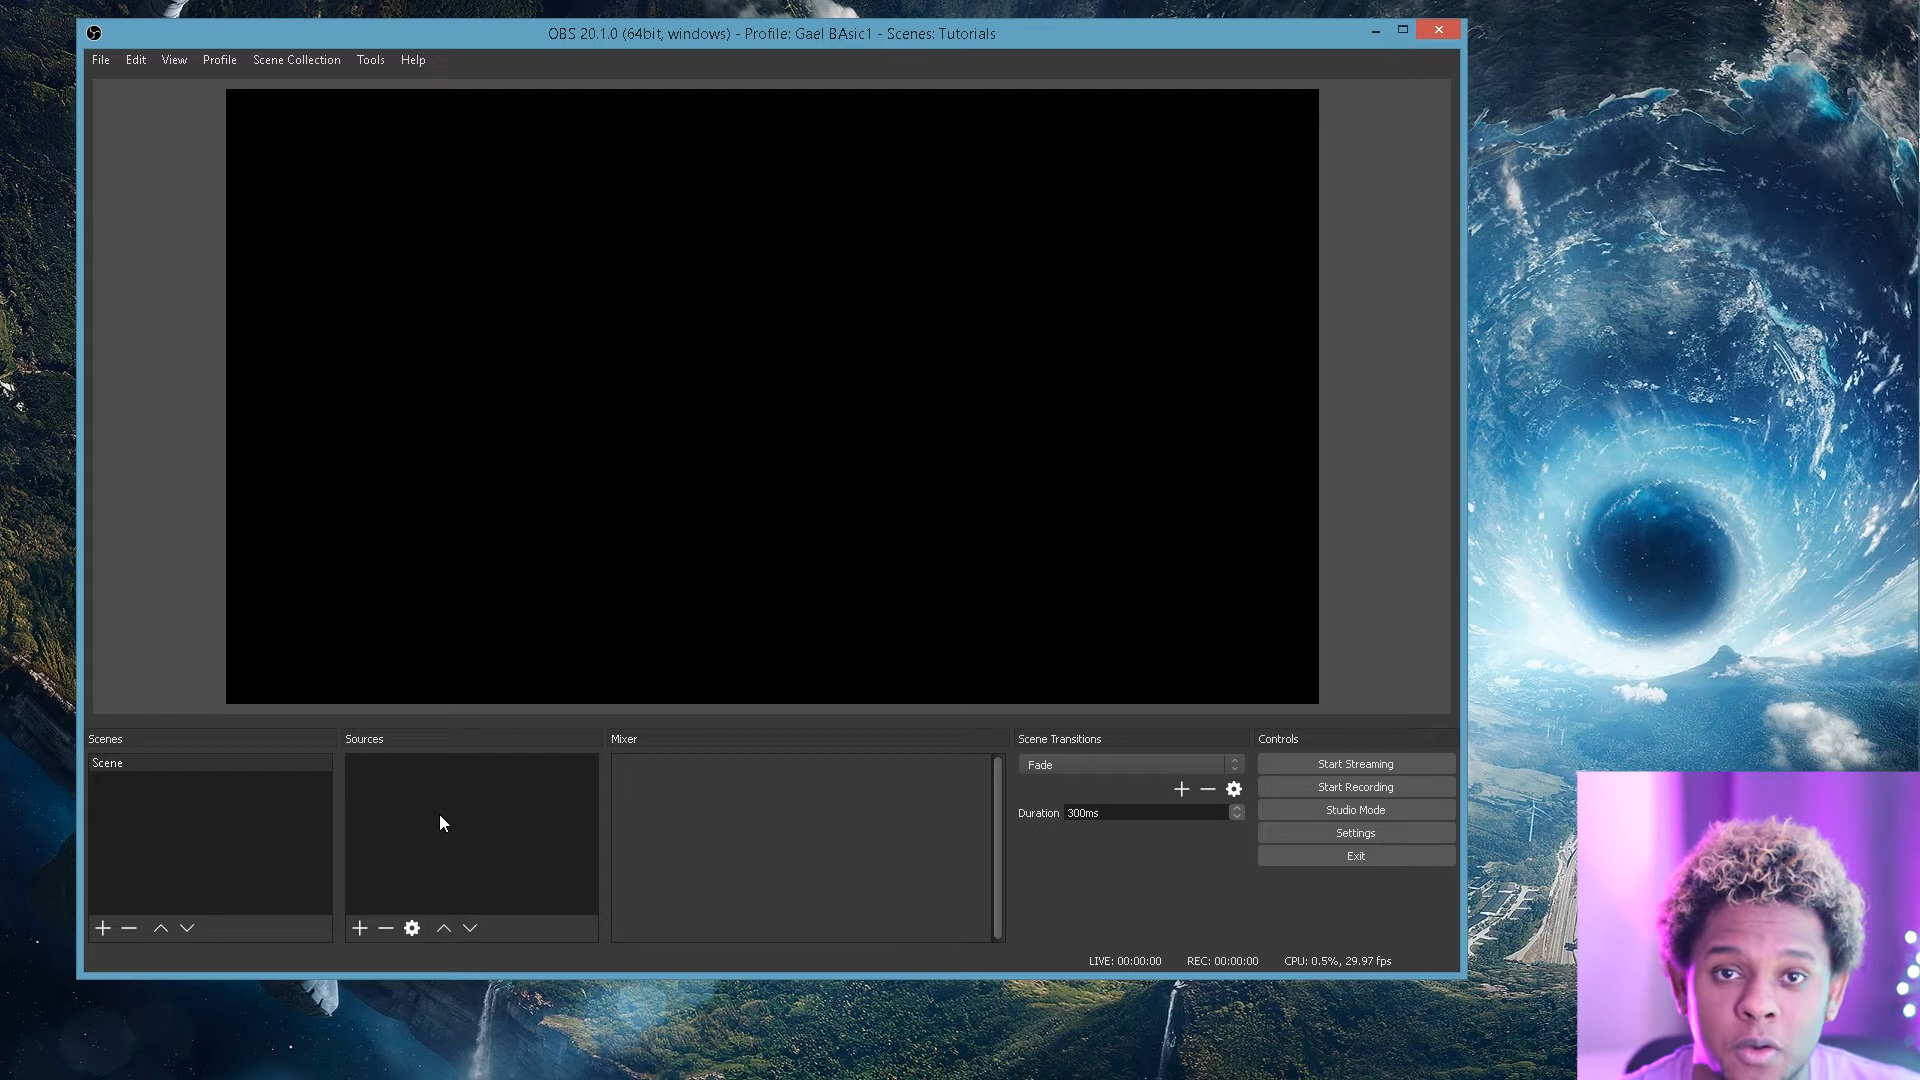 OBS 20.1.0 (64bit, windows) - Profile: Gael BAsic1 - Scenes: Tutorials
File Edit View Profile Scene Collection Tools Help
Scenes
Scene
Sources
Mixer
Scene Transitions
Fade
Duration 300ms
Controls
Start Streaming
Start Recording
Studio Mode
Settings
Exit
LIVE: 00:00:00 REC: 00:00:00 CPU: 0.5%, 29.97 fps